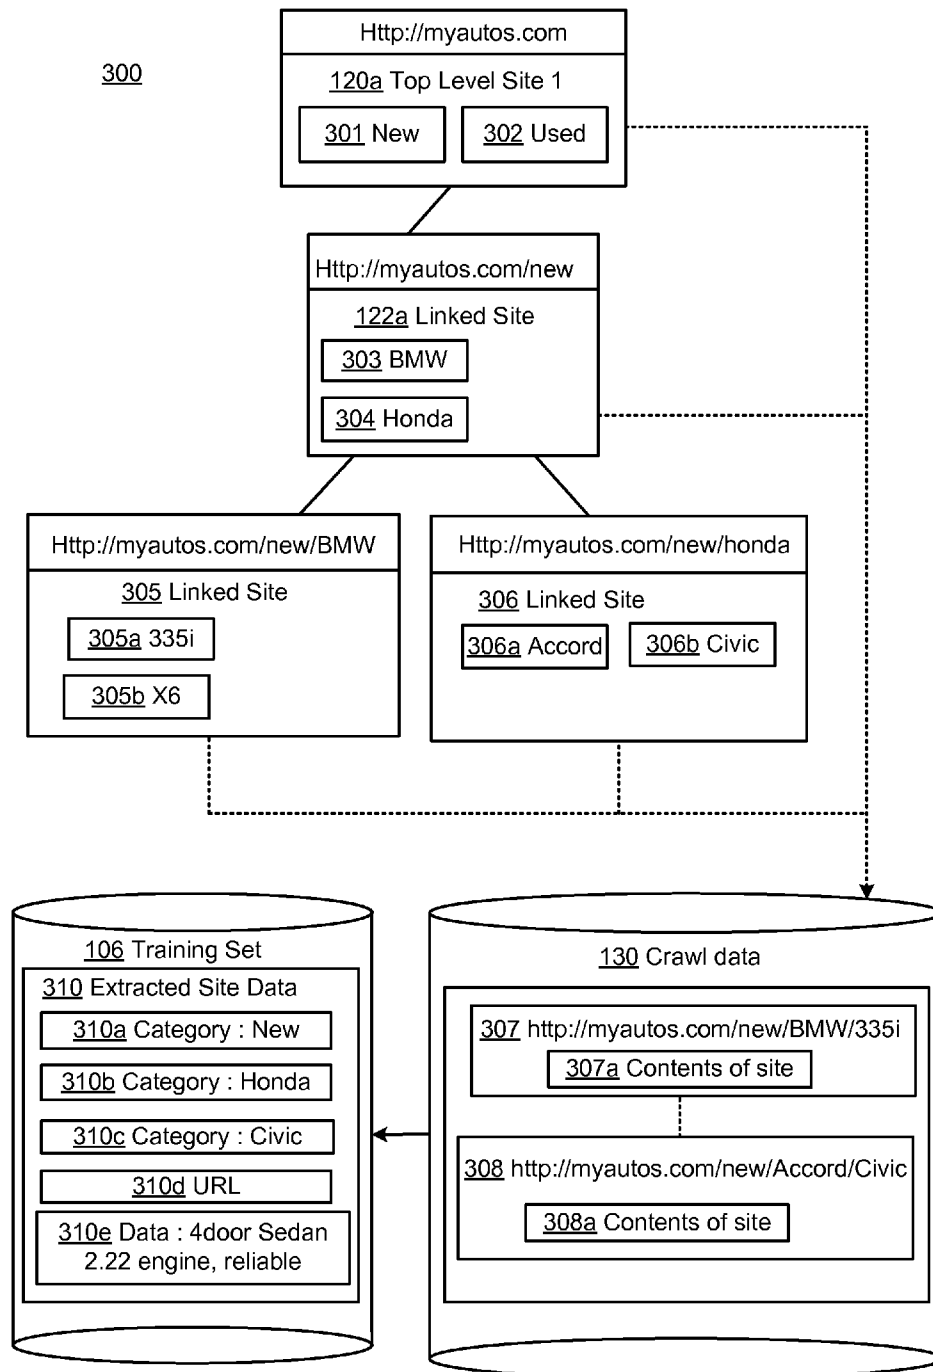 Http://myautos.com
300
120a Top Level Site 1
301 New
302 Used
Http://myautos.com/new
122a Linked Site
303 BMW
304 Honda
Http://myautos.com/new/BMW
305 Linked Site
305a 335i
305b X6
Http://myautos.com/new/honda
306 Linked Site
306a Accord
306b Civic
106 Training Set
310 Extracted Site Data
310a Category : New
310b Category : Honda
310c Category : Civic
310d URL
310e Data : 4door Sedan
2.22 engine, reliable
130 Crawl data
307 http://myautos.com/new/BMW/335i
307a Contents of site
308 http://myautos.com/new/Accord/Civic
308a Contents of site